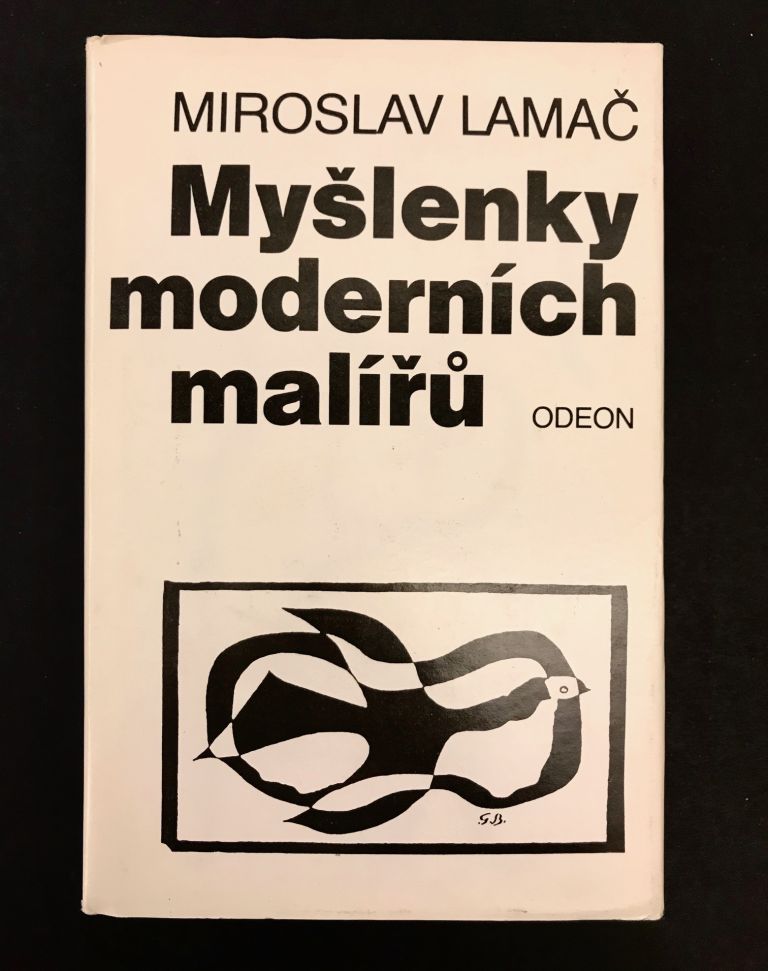 MIROSLAV LAMAČ
Myšlenky
moderních
malířů
ODEON
G.B.